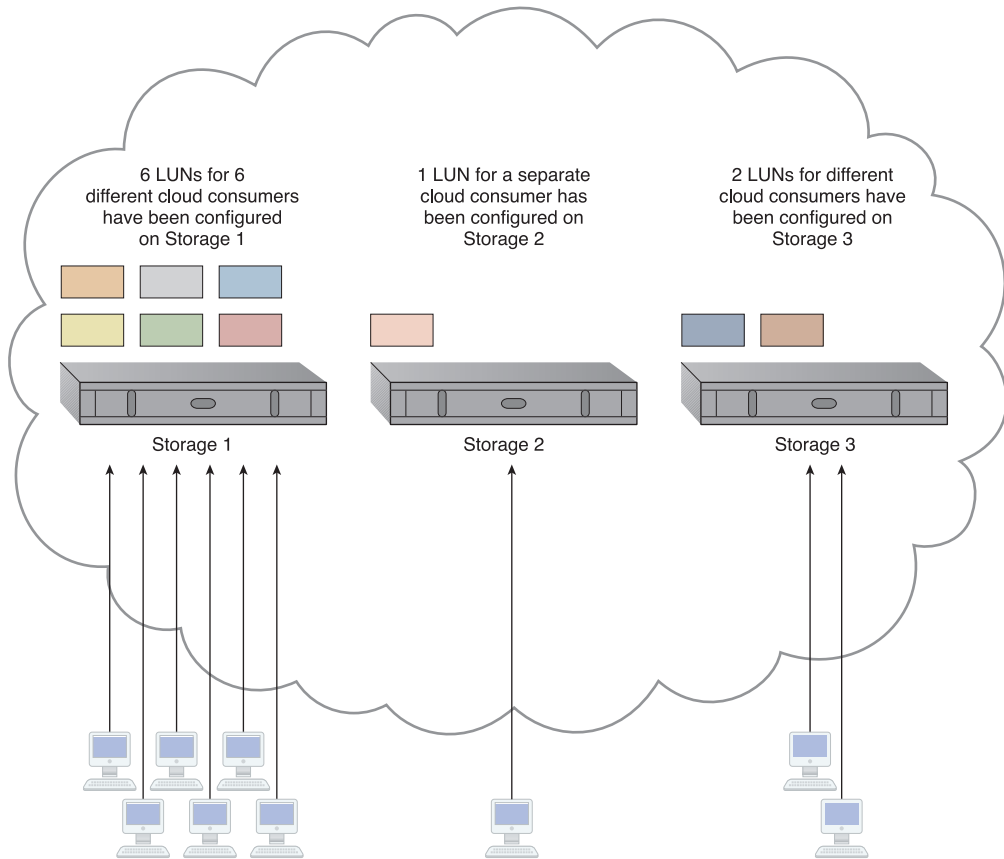 6 LUNs for 6
different cloud consumers
have been configured
on Storage 1
1 LUN for a separate
cloud consumer has
been configured on
Storage 2
2 LUNs for different
cloud consumers have
been configured on
Storage 3
Storage 1
Storage 2
Storage 3